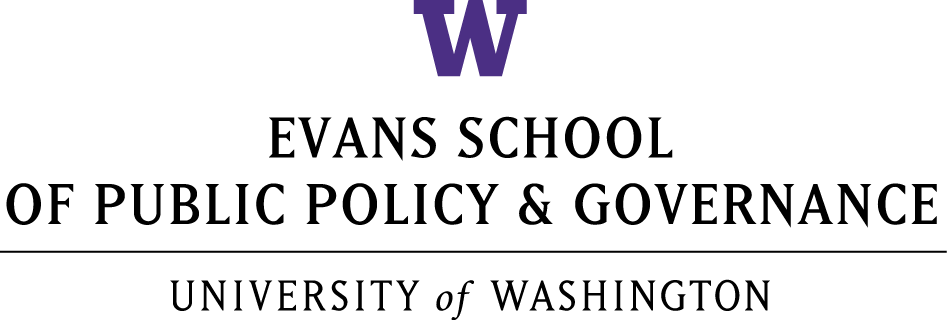 W
EVANS SCHOOL
OF PUBLIC POLICY & GOVERNANCE
UNIVERSITY of WASHINGTON